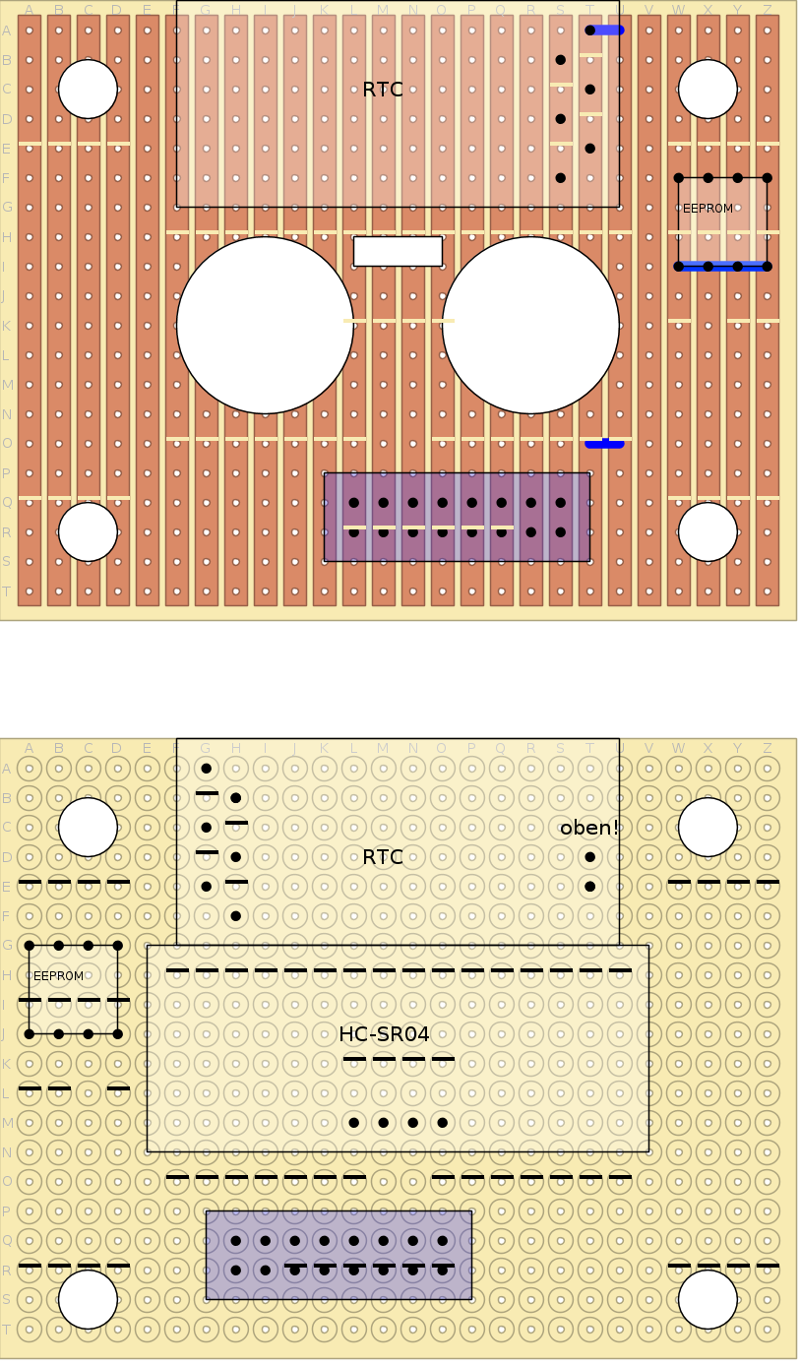 A B C D E F G H I J K L M N O P Q R S T U V W X Y Z
A
B
C RTC
D
E
F
G EEPROM
H
I
J
K
L
M
N
O
P
Q
R
S
T
A B C D E F G H I J K L M N O P Q R S T U V W X Y Z
A
B
C oben!
D RTC
E
F
G
H EEPROM
I
J HC-SR04
K
L
M
N
O
P
Q
R
S
T